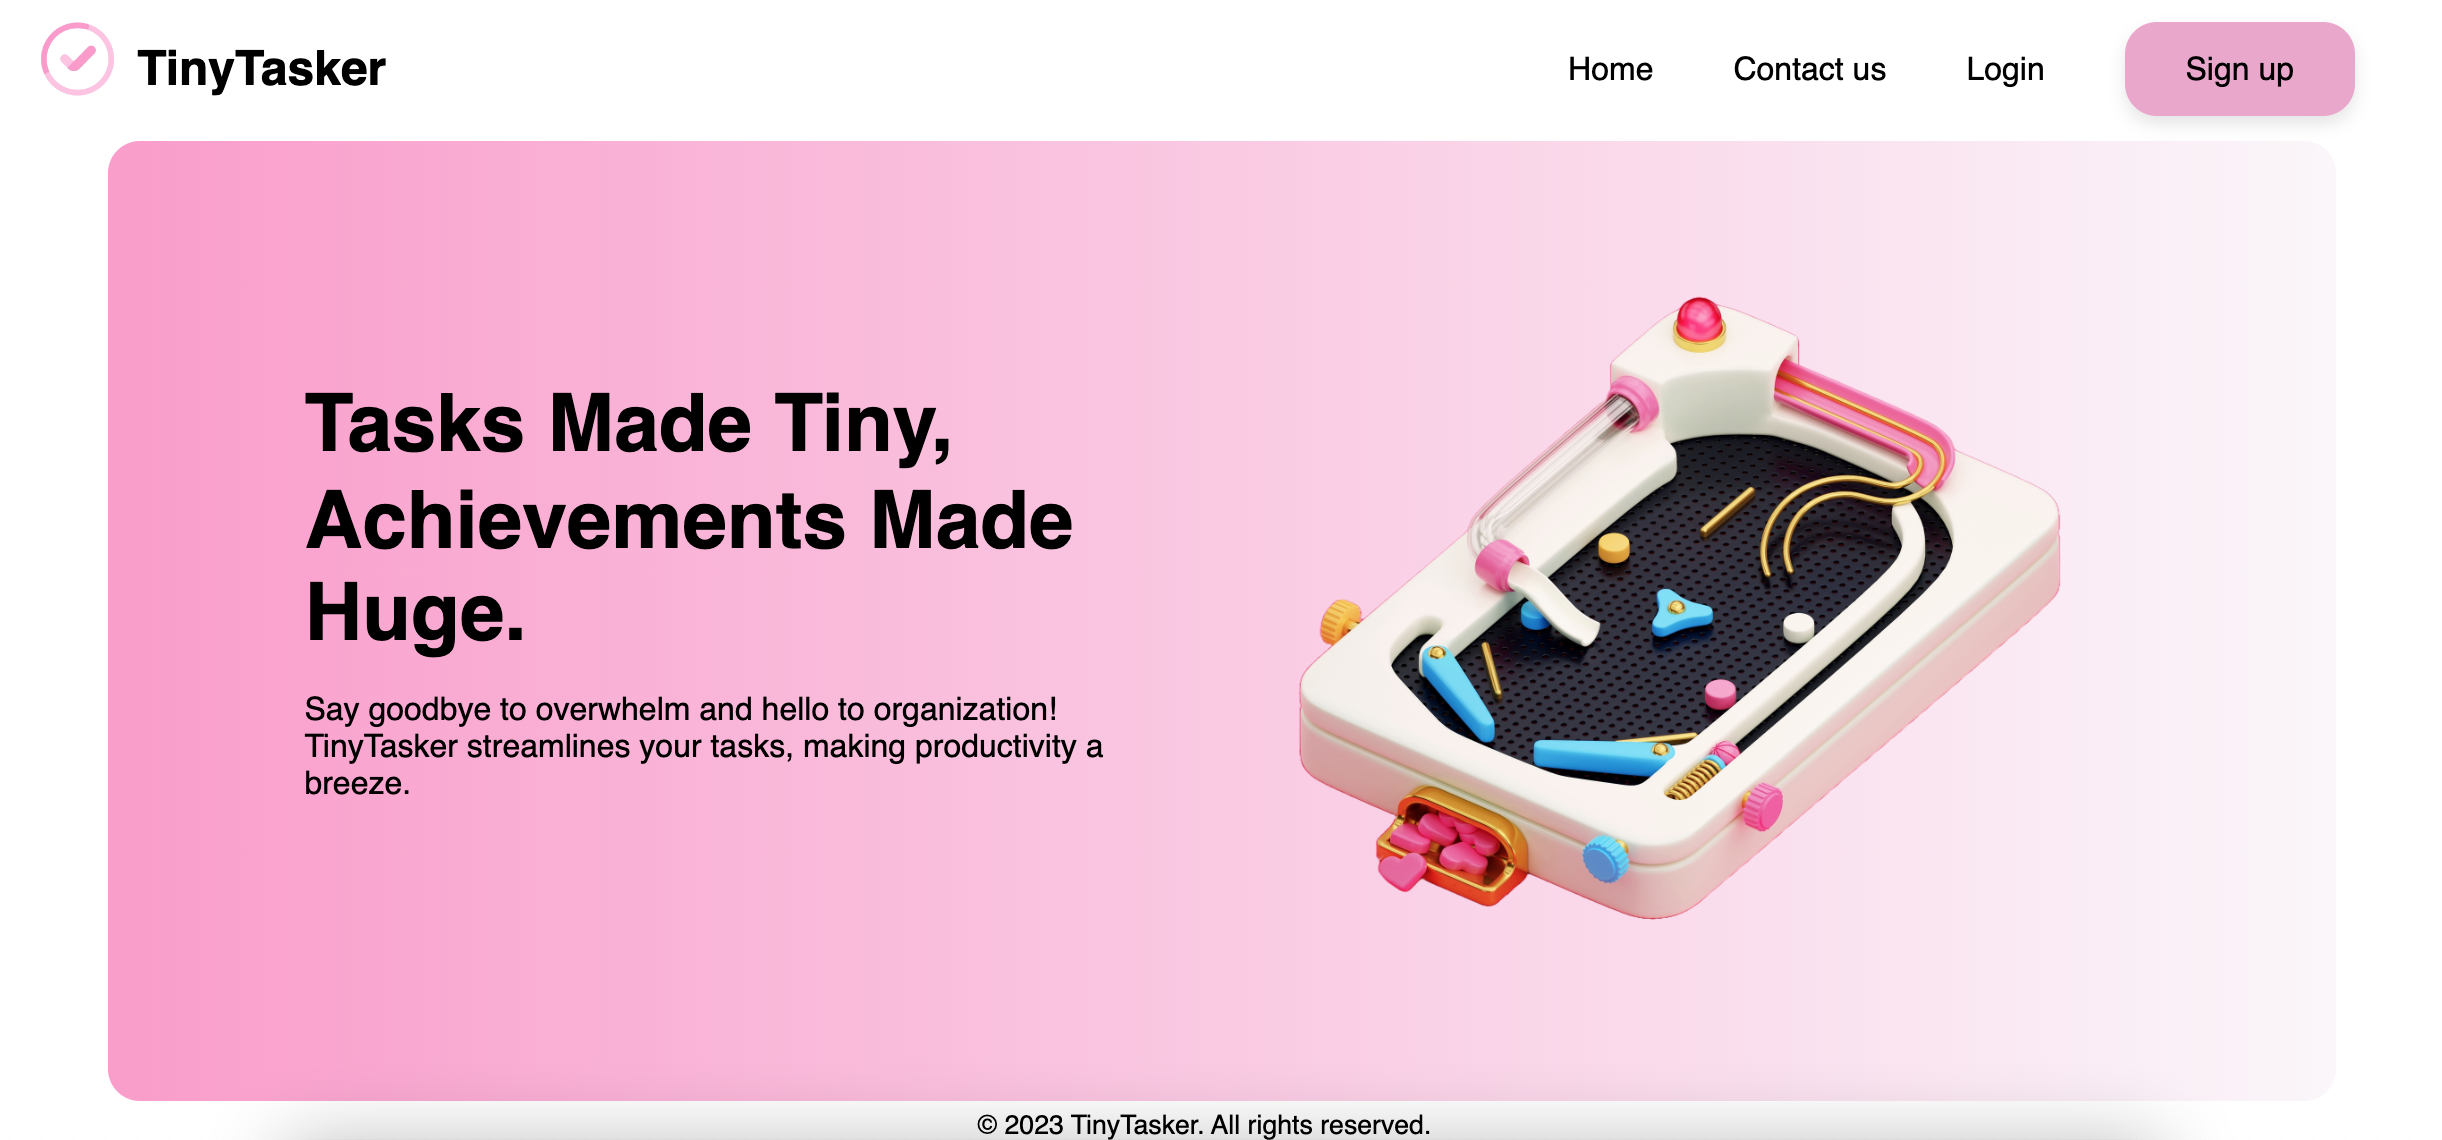 TinyTasker
Home
Contact us
Login
Sign up
Tasks Made Tiny,
Achievements Made
Huge.
Say goodbye to overwhelm and hello to organization!
TinyTasker streamlines your tasks, making productivity a
breeze.
© 2023 TinyTasker. All rights reserved.